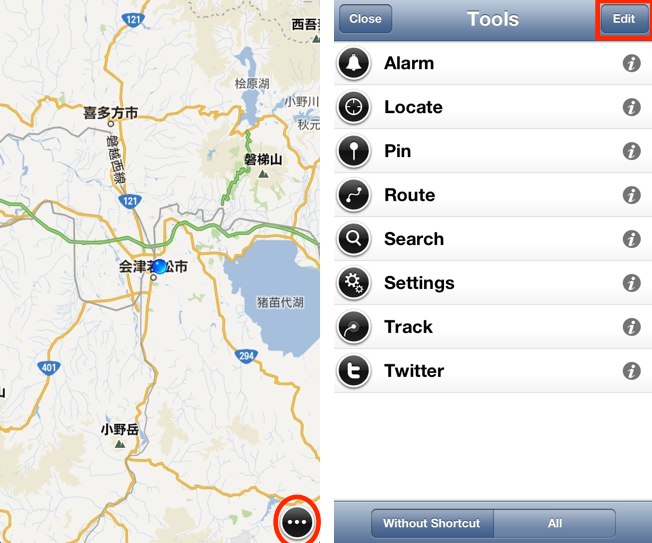 121
西吾
桧原湖
小野川
秋元
喜多方市
磐越西線
磐梯山
121
会津若松市
猪苗代湖
294
401
山
小野岳
Close
Tools
Edit
Alarm
Locate
Pin
Route
Search
Settings
Track
Twitter
Without Shortcut
All